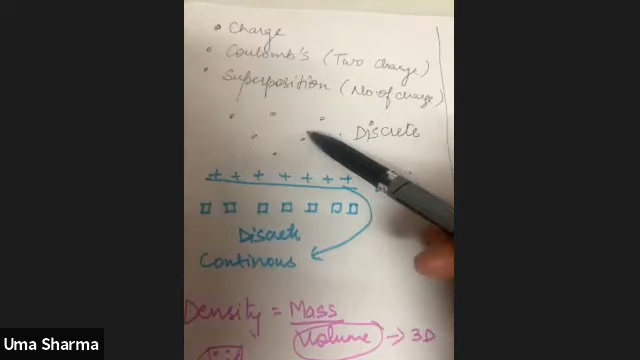 • Charge
• Coulomb's (Two charge)
• Superposition (No. of charge)
Discrete
+ + + + + + +
Discrete
Continous
Density = Mass
Volume → 3D
Uma Sharma